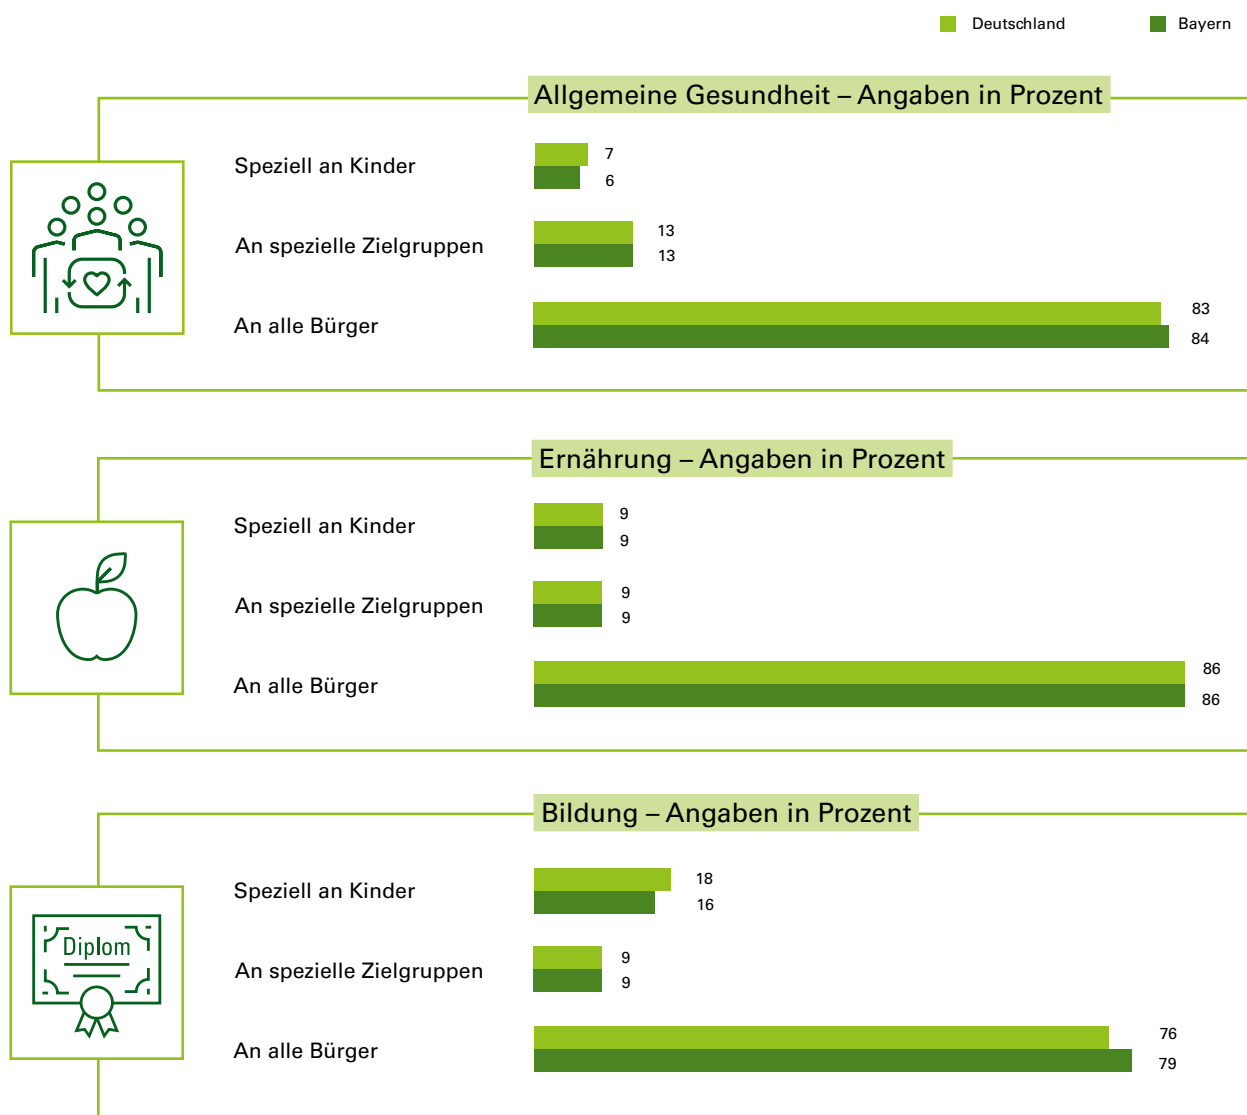 Deutschland Bayern
Allgemeine Gesundheit – Angaben in Prozent
Speziell an Kinder
7
6
An spezielle Zielgruppen
13
13
An alle Bürger
83
84
Ernährung – Angaben in Prozent
Speziell an Kinder
9
9
An spezielle Zielgruppen
9
9
An alle Bürger
86
86
Bildung – Angaben in Prozent
Diplom
Speziell an Kinder
18
16
An spezielle Zielgruppen
9
9
An alle Bürger
76
79